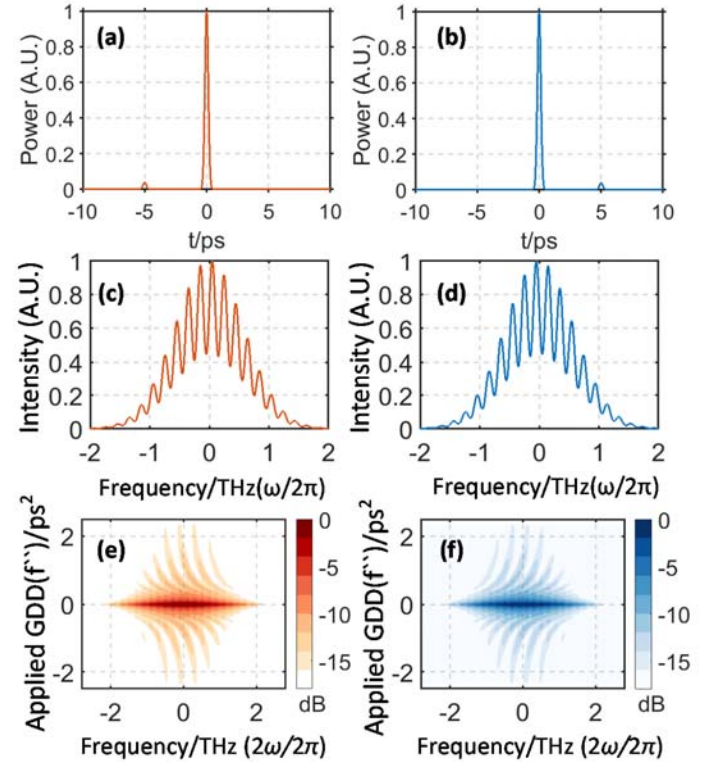 (a)
Power (A.U.)
1
0.8
0.6
0.4
0.2
0
-10 -5 0 5 10
t/ps
(b)
Power (A.U.)
1
0.8
0.6
0.4
0.2
0
-10 -5 0 5 10
t/ps
(c)
Intensity (A.U.)
1
0.8
0.6
0.4
0.2
0
-2 -1 0 1 2
Frequency/THz(ω/2π)
(d)
Intensity (A.U.)
1
0.8
0.6
0.4
0.2
0
-2 -1 0 1 2
Frequency/THz(ω/2π)
(e)
Applied GDD(f``)/ps²
2
0
-2
-2 0 2
Frequency/THz (2ω/2π)
0
-5
-10
-15
dB
(f)
Applied GDD(f``)/ps²
2
0
-2
-2 0 2
Frequency/THz (2ω/2π)
0
-5
-10
-15
dB